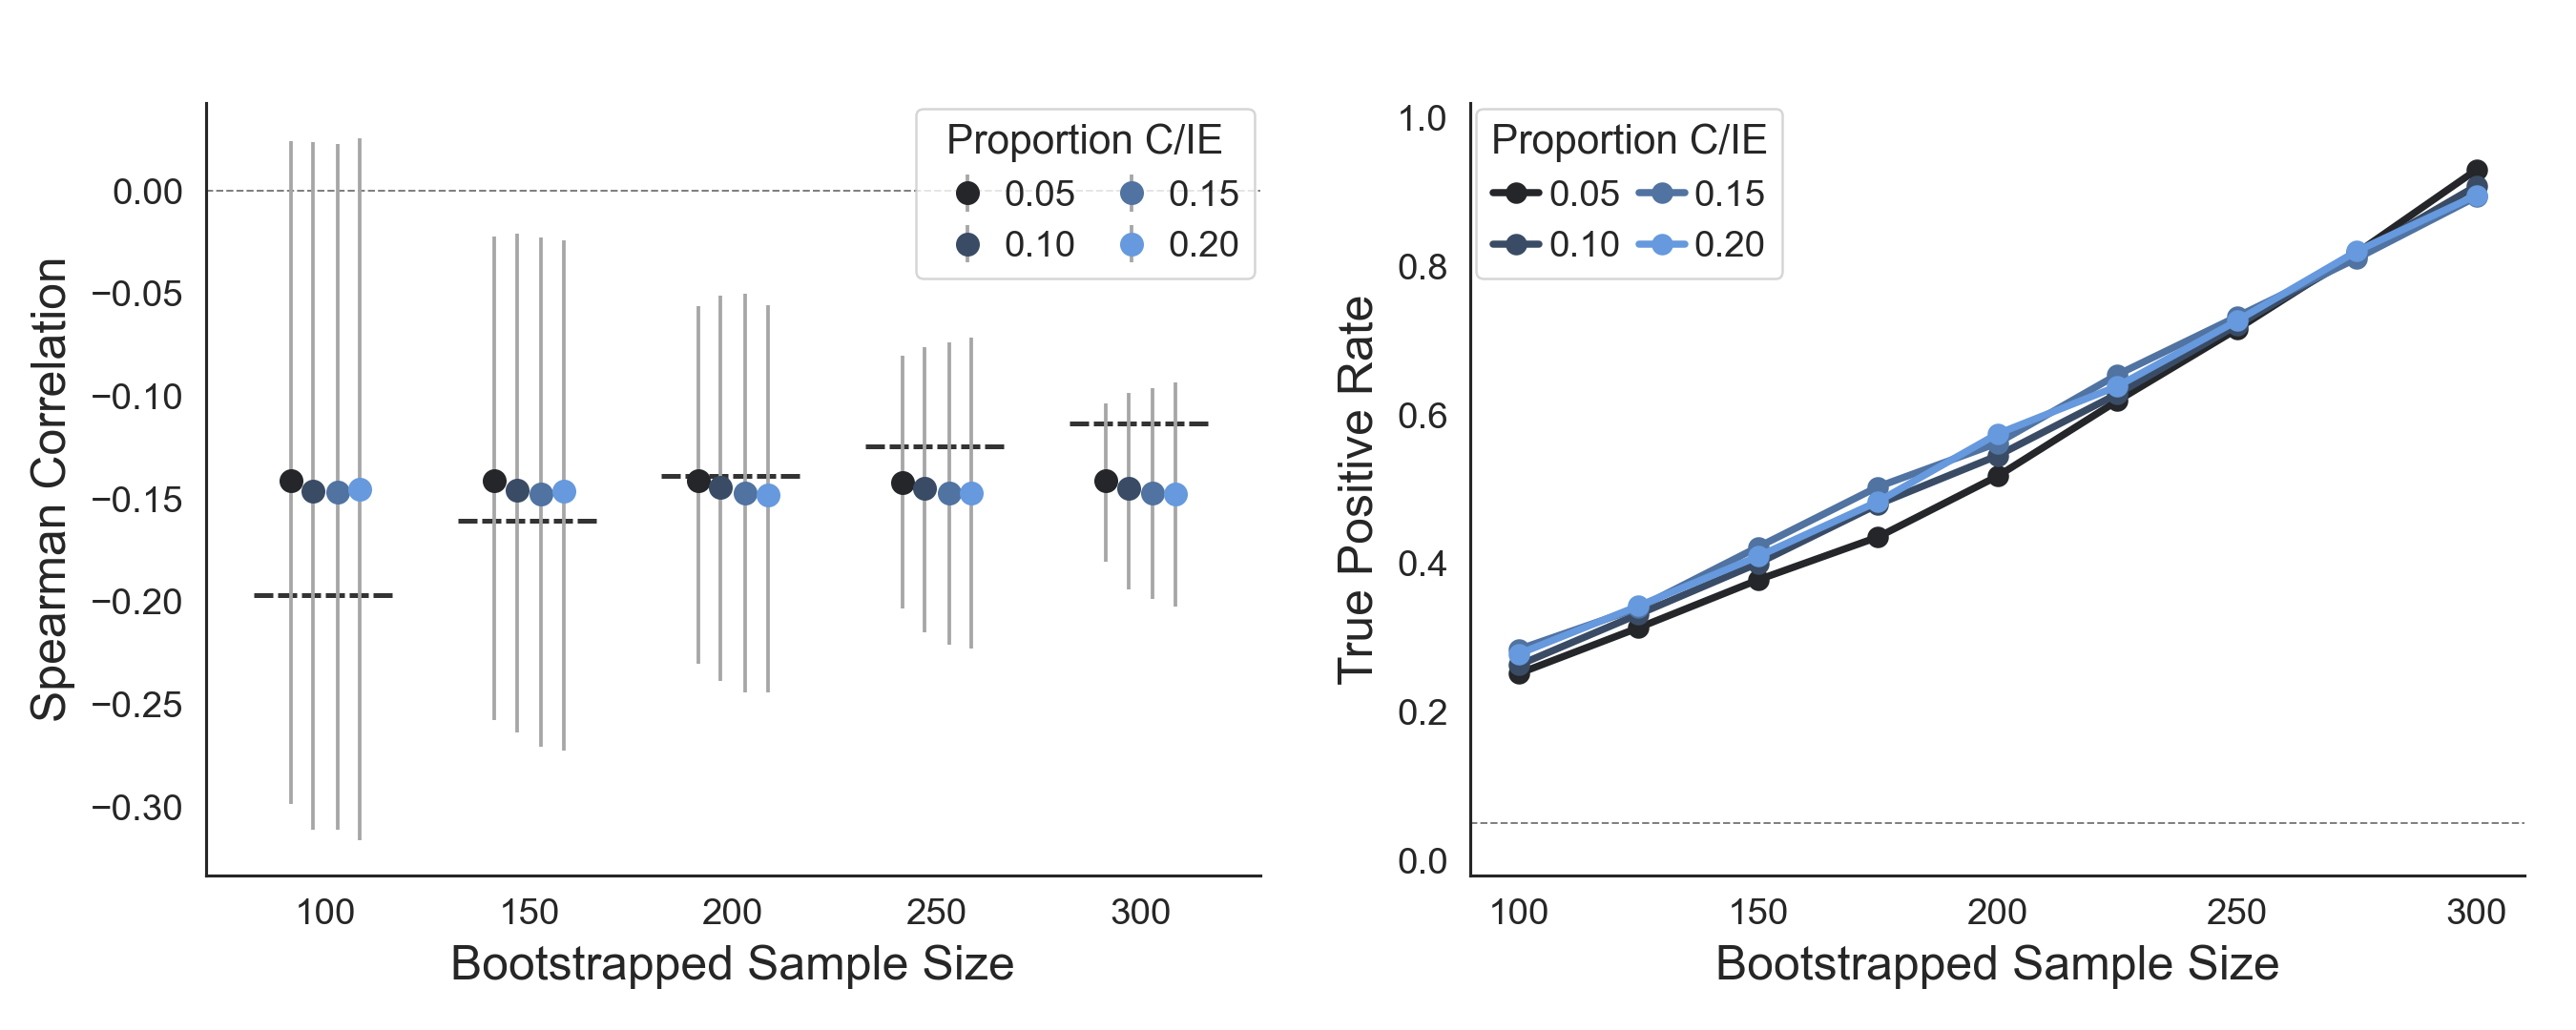 Proportion C/IE
0.05 0.15
0.10 0.20
Spearman Correlation
0.00
−0.05
−0.10
−0.15
−0.20
−0.25
−0.30
100 150 200 250 300
Bootstrapped Sample Size
Proportion C/IE
0.05 0.15
0.10 0.20
True Positive Rate
1.0
0.8
0.6
0.4
0.2
0.0
100 150 200 250 300
Bootstrapped Sample Size